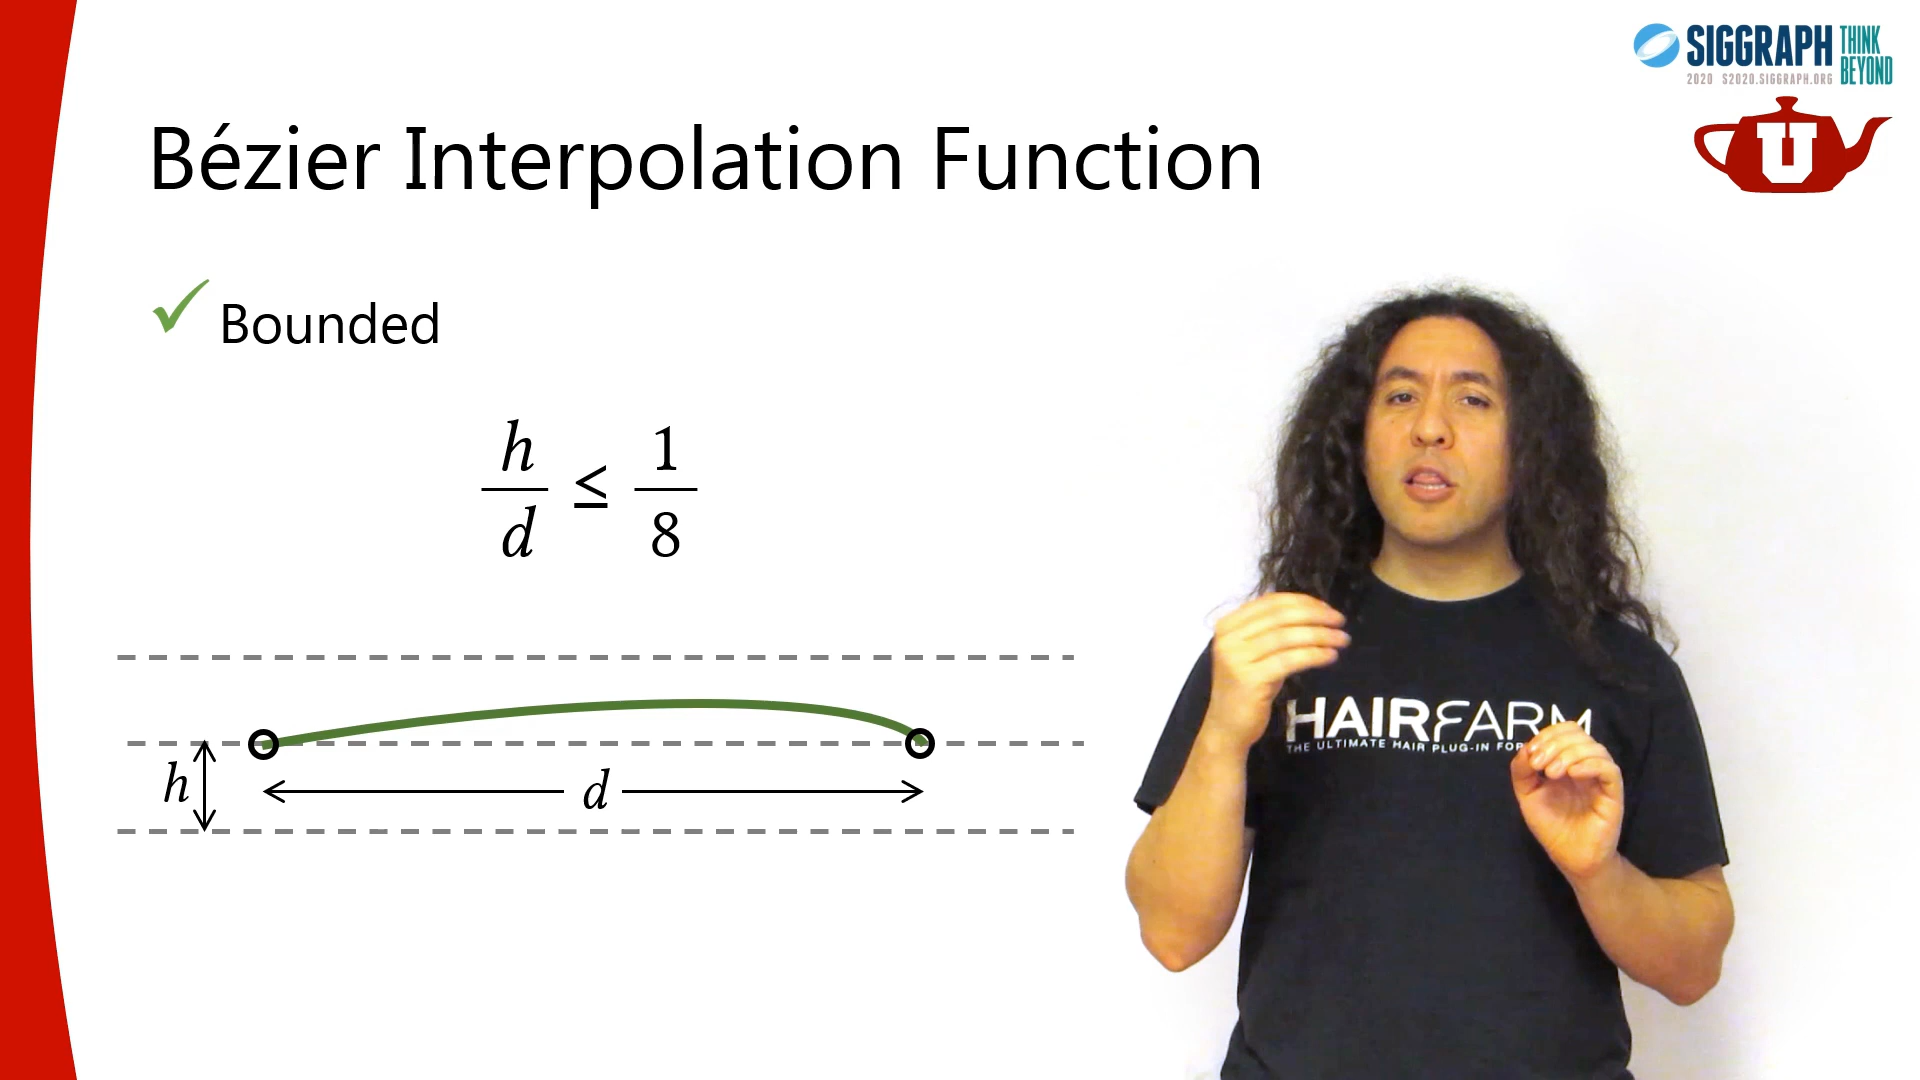 SIGGRAPH THINK
2020 S2020.SIGGRAPH.ORG BEYOND
U
Bézier Interpolation Function
✓ Bounded
h/d ≤ 1/8
h
d
HAIRFARM
THE ULTIMATE HAIR PLUG-IN FOR